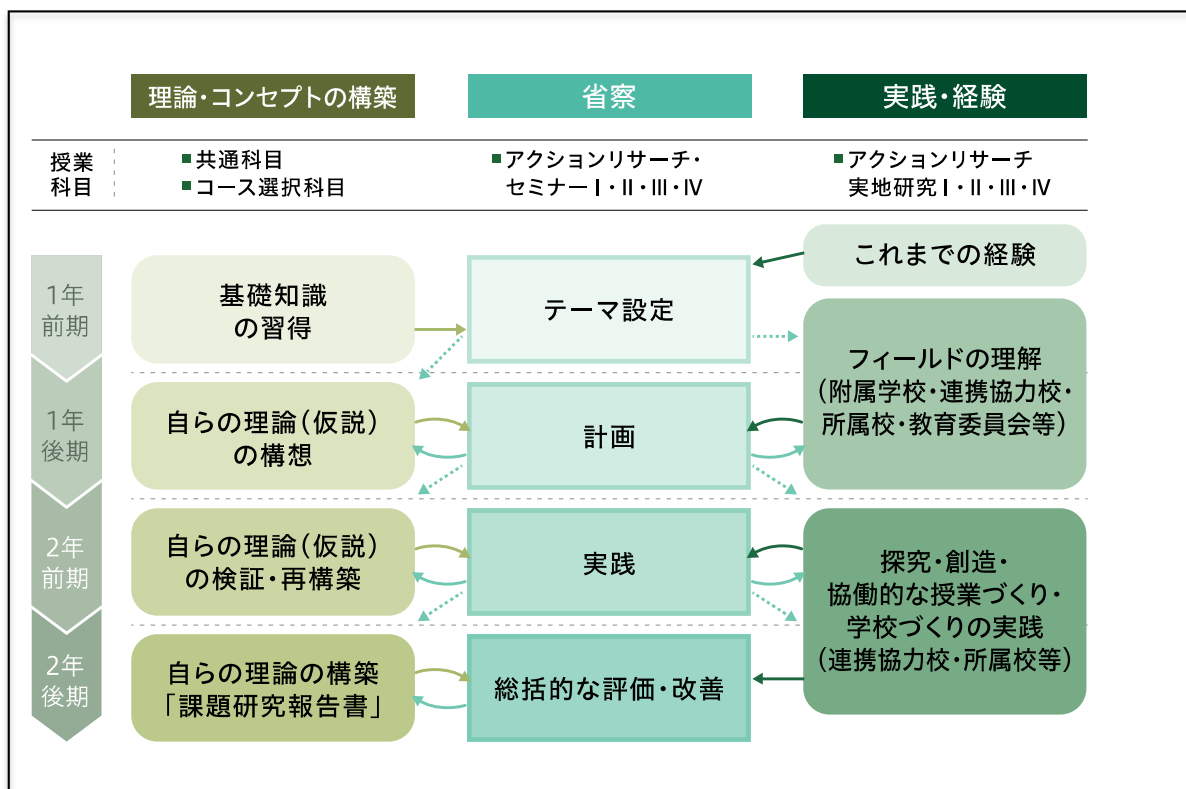 理論・コンセプトの構築
省察
実践・経験
授業
科目
■共通科目
■コース選択科目
■アクションリサーチ・
セミナーⅠ・Ⅱ・Ⅲ・Ⅳ
■アクションリサーチ
実地研究Ⅰ・Ⅱ・Ⅲ・Ⅳ
1年
前期
基礎知識
の習得
テーマ設定
これまでの経験
フィールドの理解
(附属学校・連携協力校・
所属校・教育委員会等)
1年
後期
自らの理論(仮説)
の構想
計画
2年
前期
自らの理論(仮説)
の検証・再構築
実践
探究・創造・
協働的な授業づくり・
学校づくりの実践
(連携協力校・所属校等)
2年
後期
自らの理論の構築
「課題研究報告書」
総括的な評価・改善